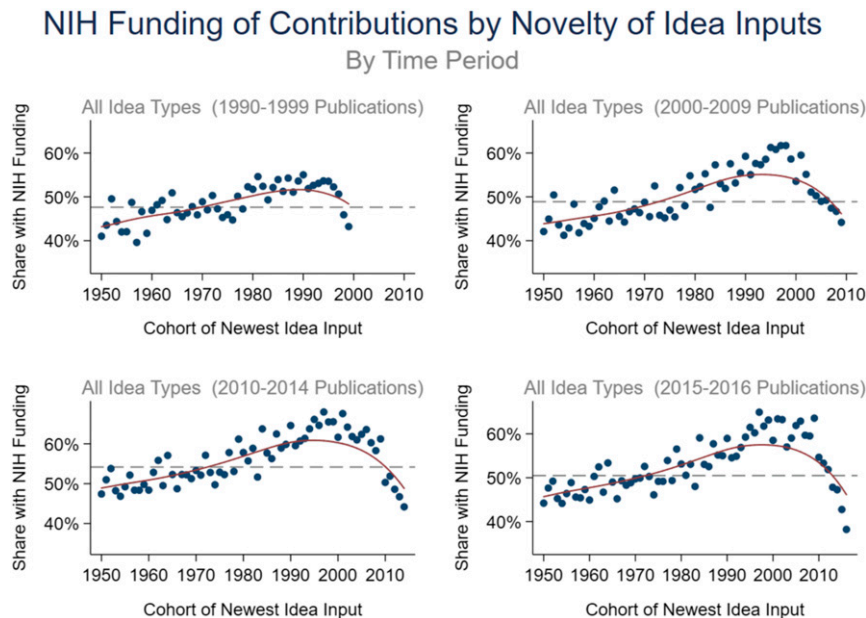 NIH Funding of Contributions by Novelty of Idea Inputs
By Time Period
All Idea Types (1990-1999 Publications)
Share with NIH Funding
60%
50%
40%
1950 1960 1970 1980 1990 2000 2010
Cohort of Newest Idea Input
All Idea Types (2000-2009 Publications)
Share with NIH Funding
60%
50%
40%
1950 1960 1970 1980 1990 2000 2010
Cohort of Newest Idea Input
All Idea Types (2010-2014 Publications)
Share with NIH Funding
60%
50%
40%
1950 1960 1970 1980 1990 2000 2010
Cohort of Newest Idea Input
All Idea Types (2015-2016 Publications)
Share with NIH Funding
60%
50%
40%
1950 1960 1970 1980 1990 2000 2010
Cohort of Newest Idea Input